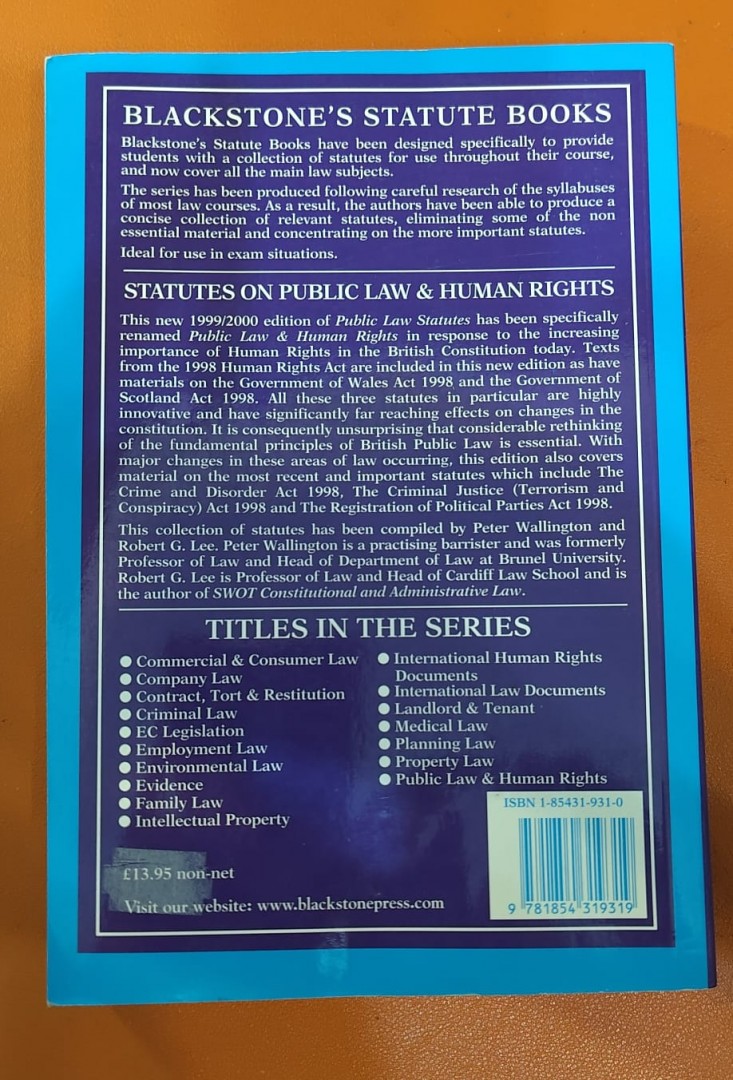 BLACKSTONE'S STATUTE BOOKS
Blackstone's Statute Books have been designed specifically to provide
students with a collection of statutes for use throughout their course,
and now cover all the main law subjects.
The series has been produced following careful research of the syllabuses
of most law courses. As a result, the authors have been able to produce a
concise collection of relevant statutes, eliminating some of the non
essential material and concentrating on the more important statutes.
Ideal for use in exam situations.
STATUTES ON PUBLIC LAW & HUMAN RIGHTS
This new 1999/2000 edition of Public Law Statutes has been specifically
renamed Public Law & Human Rights in response to the increasing
importance of Human Rights in the British Constitution today. Texts
from the 1998 Human Rights Act are included in this new edition as have
materials on the Government of Wales Act 1998 and the Government of
Scotland Act 1998. All these three statutes in particular are highly
innovative and have significantly far reaching effects on changes in the
constitution. It is consequently unsurprising that considerable rethinking
of the fundamental principles of British Public Law is essential. With
major changes in these areas of law occurring, this edition also covers
material on the most recent and important statutes which include The
Crime and Disorder Act 1998, The Criminal Justice (Terrorism and
Conspiracy) Act 1998 and The Registration of Political Parties Act 1998.
This collection of statutes has been compiled by Peter Wallington and
Robert G. Lee. Peter Wallington is a practising barrister and was formerly
Professor of Law and Head of Department of Law at Brunel University.
Robert G. Lee is Professor of Law and Head of Cardiff Law School and is
the author of SWOT Constitutional and Administrative Law.
TITLES IN THE SERIES
● Commercial & Consumer Law
● Company Law
● Contract, Tort & Restitution
● Criminal Law
● EC Legislation
● Employment Law
● Environmental Law
● Evidence
● Family Law
● Intellectual Property
● International Human Rights
Documents
● International Law Documents
● Landlord & Tenant
● Medical Law
● Planning Law
● Property Law
● Public Law & Human Rights
£13.95 non-net
Visit our website: www.blackstonepress.com
ISBN 1-85431-931-0
9 781854 319319